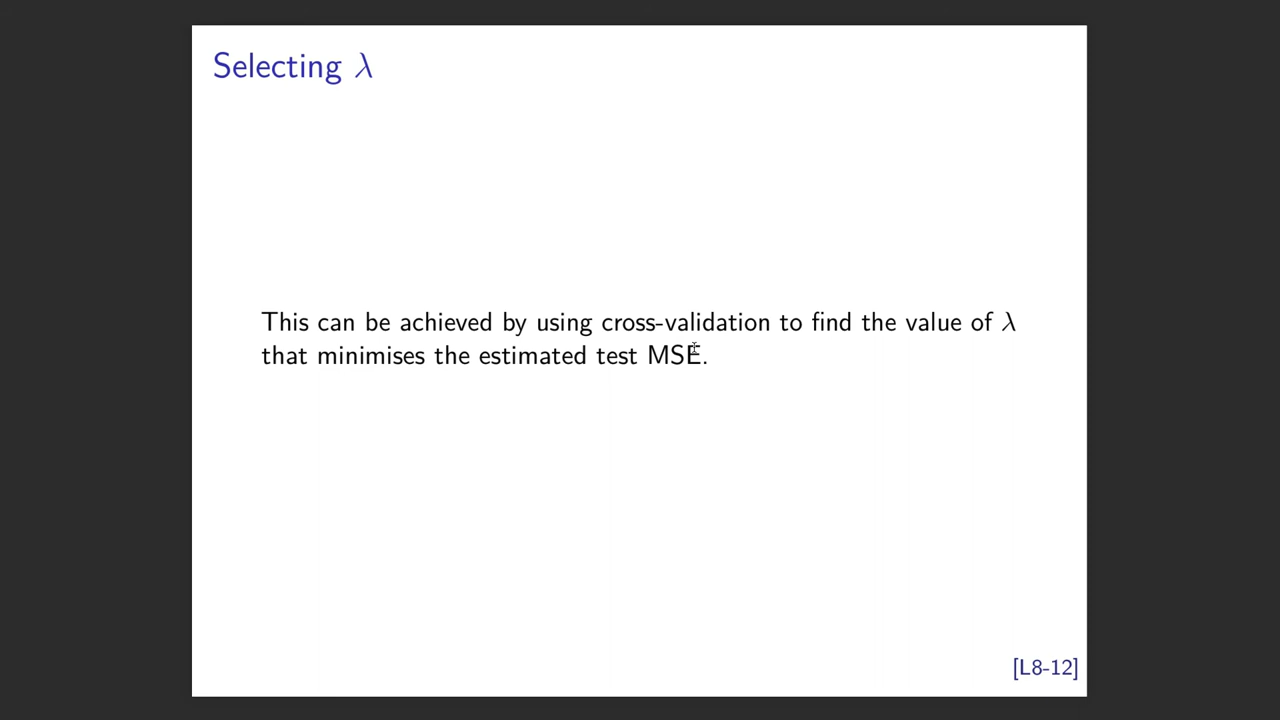 Selecting λ
This can be achieved by using cross-validation to find the value of λ
that minimises the estimated test MSE.
[L8-12]